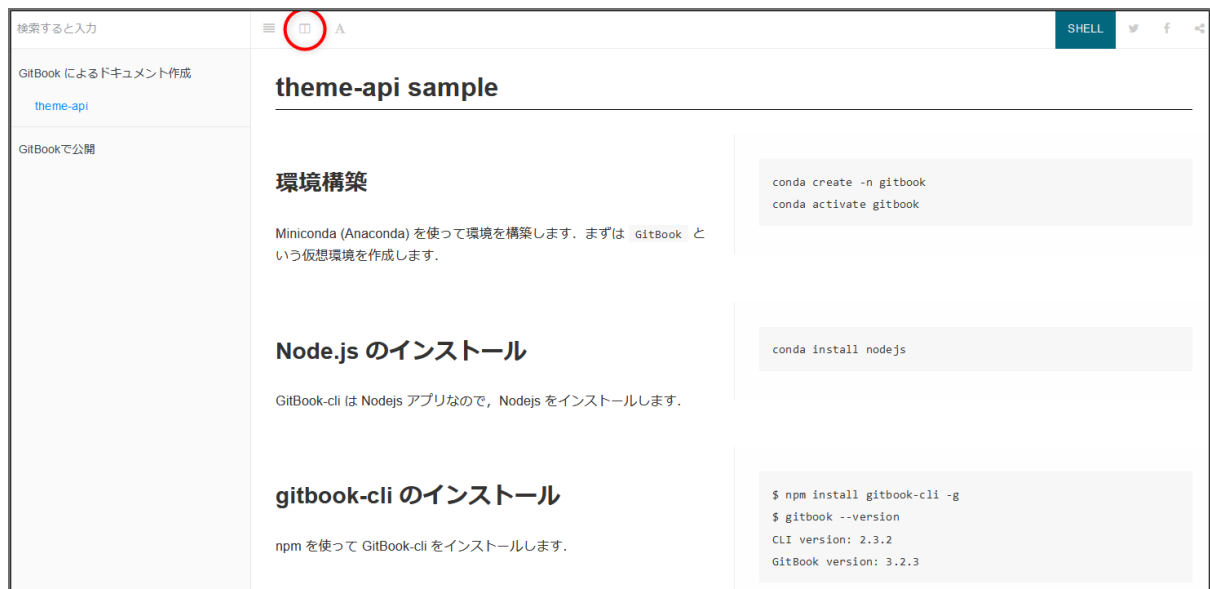 検索すると入力
A
SHELL
GitBook によるドキュメント作成
theme-api
GitBookで公開
theme-api sample
環境構築
Miniconda (Anaconda) を使って環境を構築します．まずは GitBook と
いう仮想環境を作成します．
conda create -n gitbook
conda activate gitbook
Node.js のインストール
GitBook-cli は Nodejs アプリなので，Nodejs をインストールします．
conda install nodejs
gitbook-cli のインストール
npm を使って GitBook-cli をインストールします．
$ npm install gitbook-cli -g
$ gitbook --version
CLI version: 2.3.2
GitBook version: 3.2.3